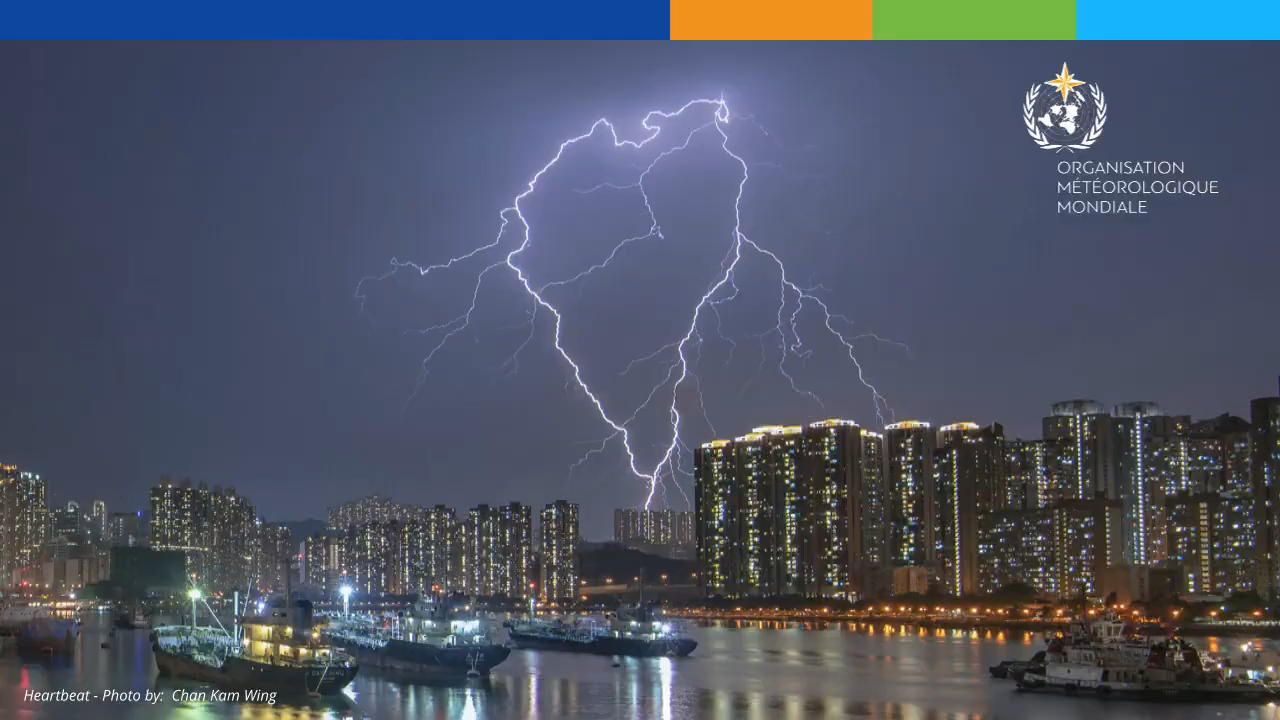 ORGANISATION
MÉTÉOROLOGIQUE
MONDIALE
Heartbeat - Photo by:  Chan Kam Wing